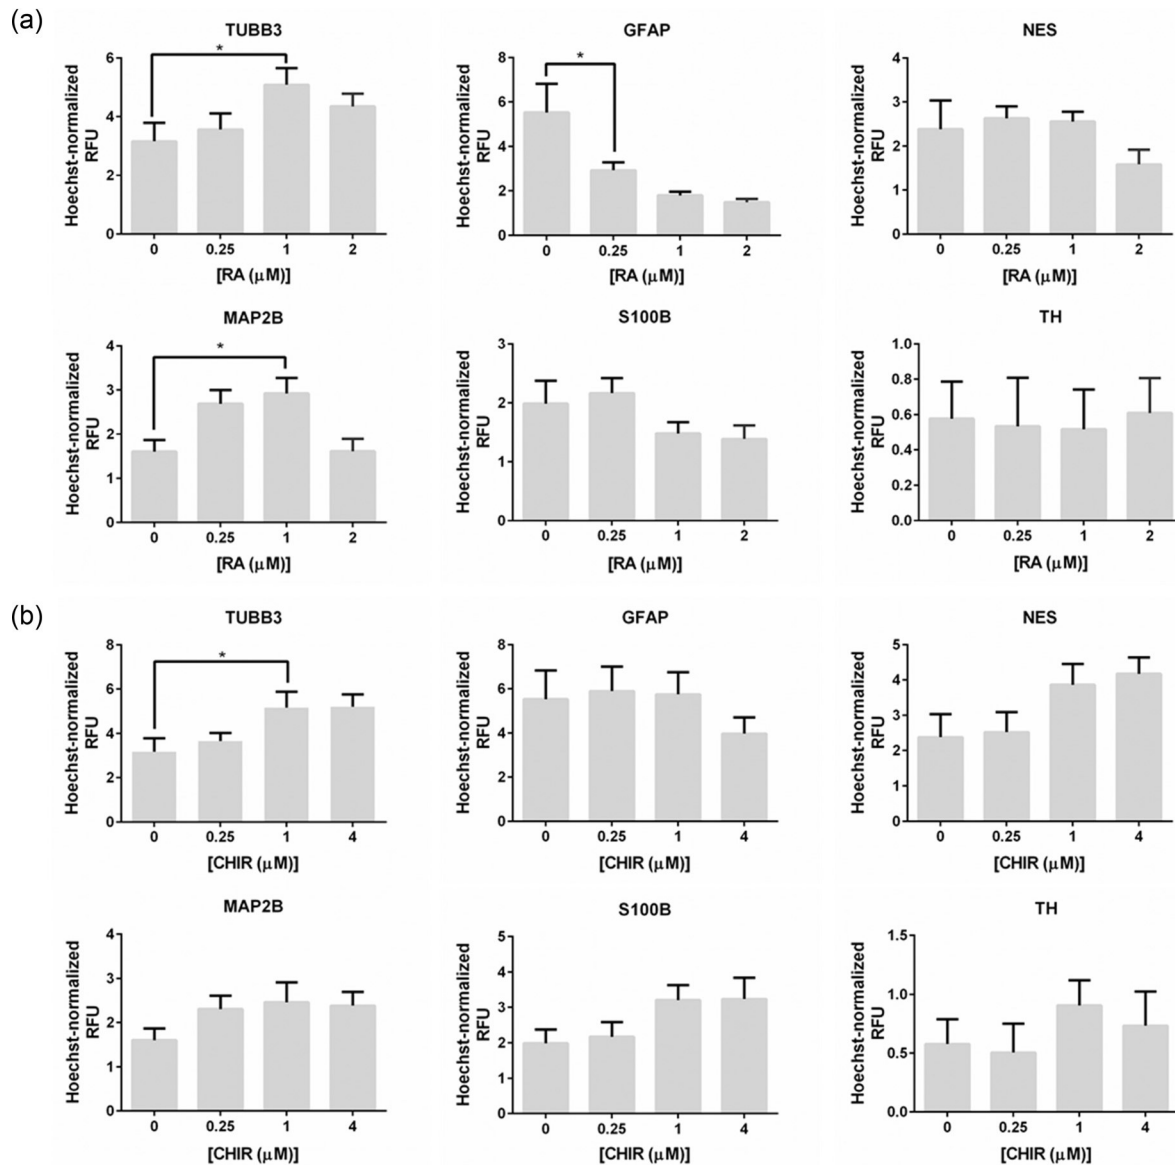 (a)
TUBB3
Hoechst-normalized
RFU
6
4
2
0
*
0 0.25 1 2
[RA (μM)]
GFAP
Hoechst-normalized
RFU
8
6
4
2
0
*
0 0.25 1 2
[RA (μM)]
NES
Hoechst-normalized
RFU
4
3
2
1
0
0 0.25 1 2
[RA (μM)]
MAP2B
Hoechst-normalized
RFU
4
3
2
1
0
*
0 0.25 1 2
[RA (μM)]
S100B
Hoechst-normalized
RFU
3
2
1
0
0 0.25 1 2
[RA (μM)]
TH
Hoechst-normalized
RFU
1.0
0.8
0.6
0.4
0.2
0.0
0 0.25 1 2
[RA (μM)]
(b)
TUBB3
Hoechst-normalized
RFU
8
6
4
2
0
*
0 0.25 1 4
[CHIR (μM)]
GFAP
Hoechst-normalized
RFU
8
6
4
2
0
0 0.25 1 4
[CHIR (μM)]
NES
Hoechst-normalized
RFU
5
4
3
2
1
0
0 0.25 1 4
[CHIR (μM)]
MAP2B
Hoechst-normalized
RFU
4
3
2
1
0
0 0.25 1 4
[CHIR (μM)]
S100B
Hoechst-normalized
RFU
5
4
3
2
1
0
0 0.25 1 4
[CHIR (μM)]
TH
Hoechst-normalized
RFU
1.5
1.0
0.5
0.0
0 0.25 1 4
[CHIR (μM)]